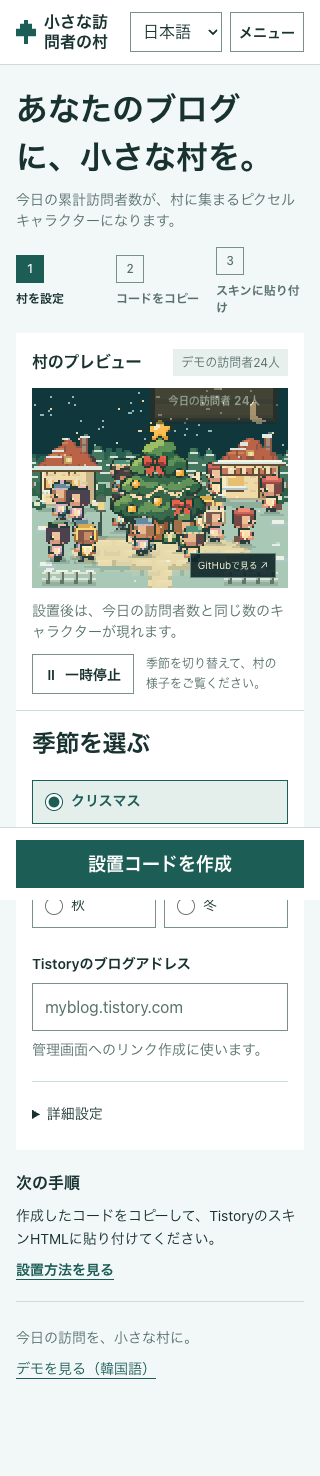 小さな訪
問者の村
日本語
メニュー
あなたのブログ
に、小さな村を。
今日の累計訪問者数が、村に集まるピクセル
キャラクターになります。
1
村を設定
2
コードをコピー
3
スキンに貼り付
け
村のプレビュー
デモの訪問者24人
今日の訪問者 24人
GitHubで見る ↗
設置後は、今日の訪問者数と同じ数のキ
ャラクターが現れます。
一時停止
季節を切り替えて、村の
様子をご覧ください。
季節を選ぶ
クリスマス
設置コードを作成
秋
冬
Tistoryのブログアドレス
myblog.tistory.com
管理画面へのリンク作成に使います。
詳細設定
次の手順
作成したコードをコピーして、Tistoryのスキ
ンHTMLに貼り付けてください。
設置方法を見る
今日の訪問を、小さな村に。
デモを見る（韓国語）